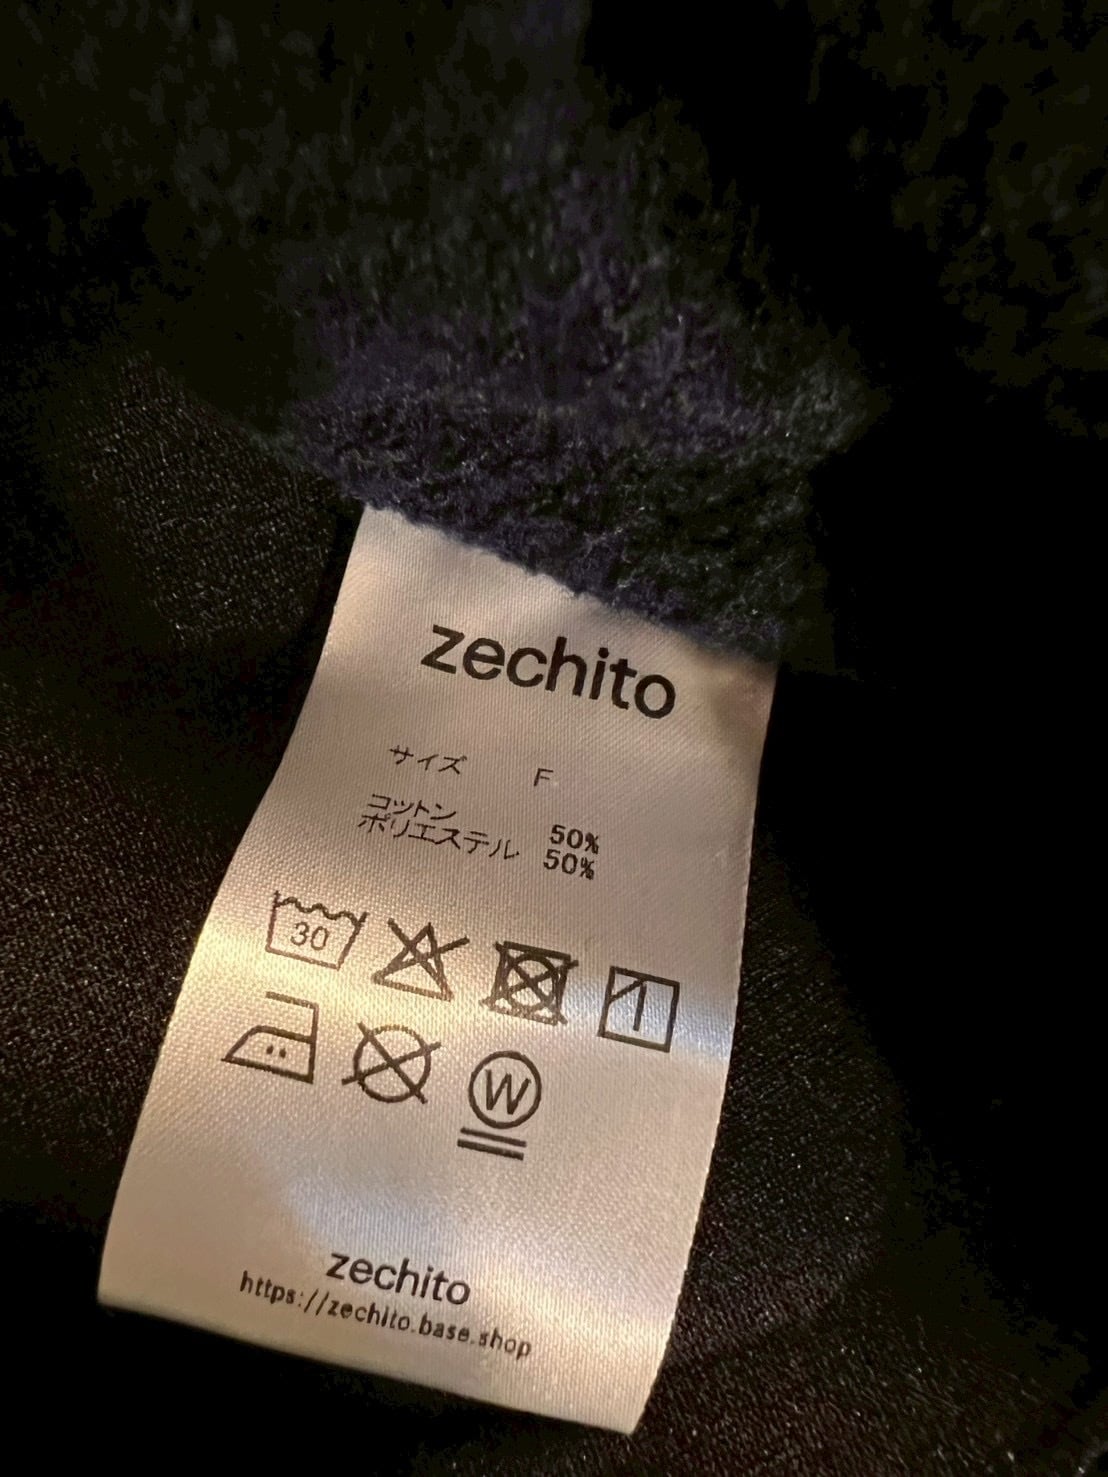 zechito
サイズ F
コットン 50%
ポリエステル 50%
30
W
zechito
https://zechito.base.shop